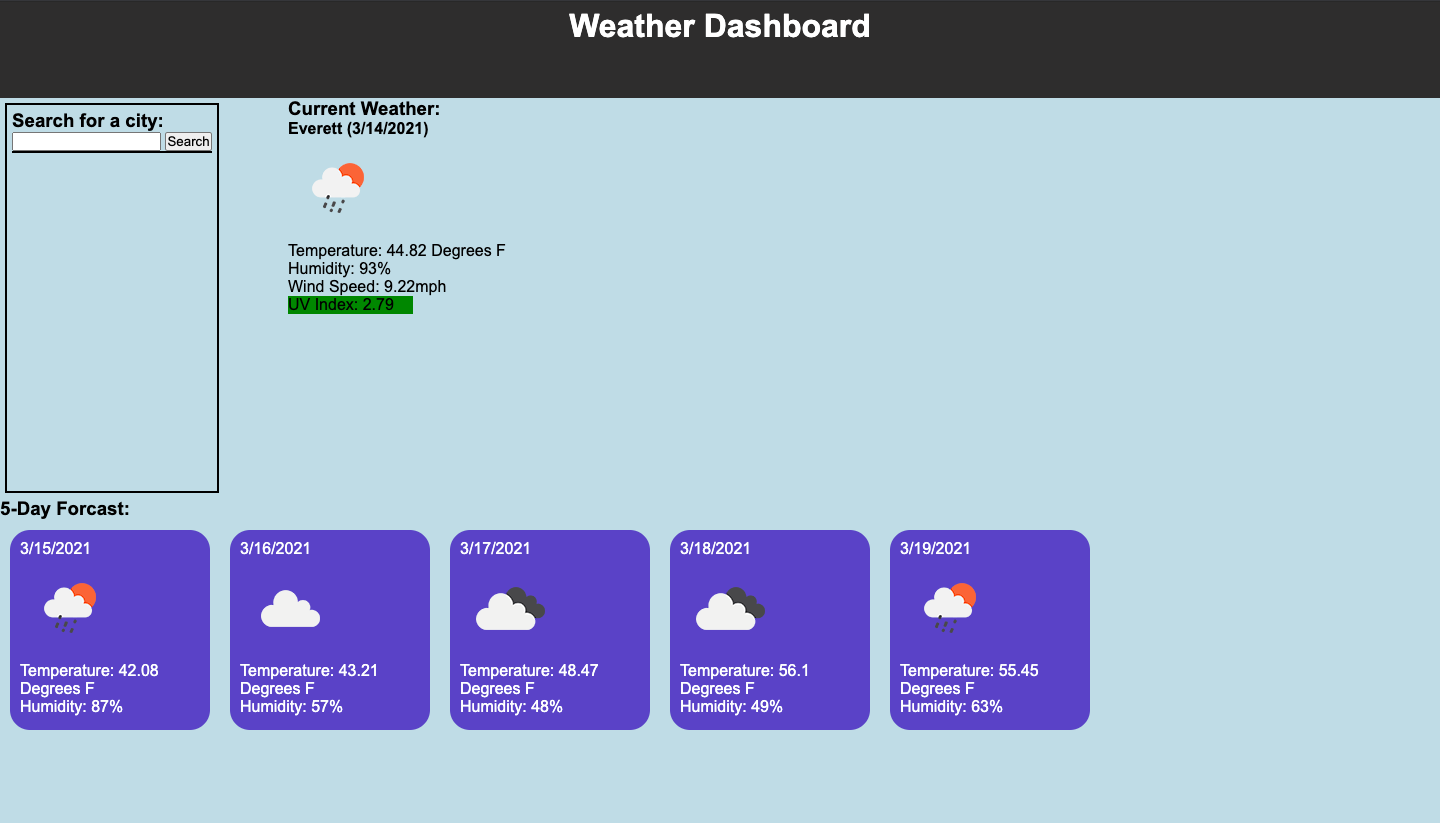 Weather Dashboard
Search for a city:
Search
Current Weather:
Everett (3/14/2021)
Temperature: 44.82 Degrees F
Humidity: 93%
Wind Speed: 9.22mph
UV Index: 2.79
5-Day Forcast:
3/15/2021
Temperature: 42.08
Degrees F
Humidity: 87%
3/16/2021
Temperature: 43.21
Degrees F
Humidity: 57%
3/17/2021
Temperature: 48.47
Degrees F
Humidity: 48%
3/18/2021
Temperature: 56.1
Degrees F
Humidity: 49%
3/19/2021
Temperature: 55.45
Degrees F
Humidity: 63%